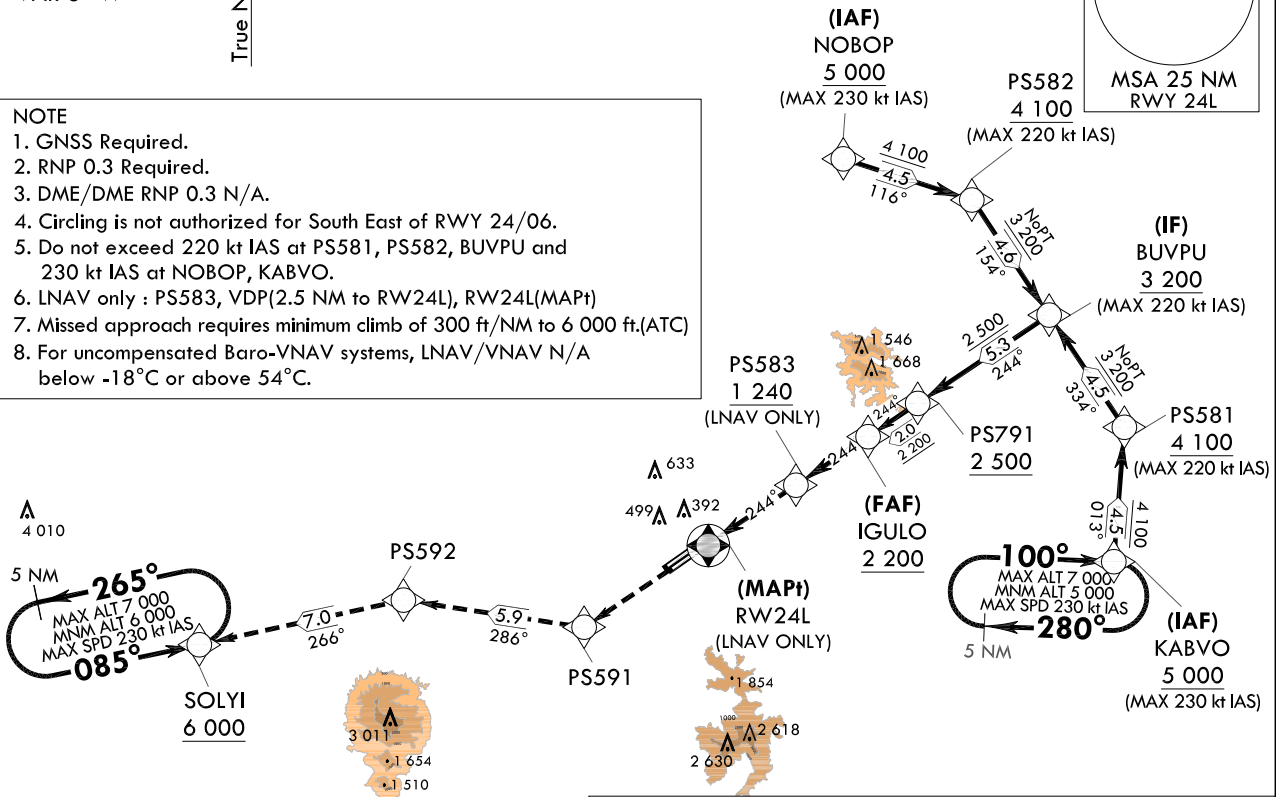 True N
NOTE
1. GNSS Required.
2. RNP 0.3 Required.
3. DME/DME RNP 0.3 N/A.
4. Circling is not authorized for South East of RWY 24/06.
5. Do not exceed 220 kt IAS at PS581, PS582, BUVPU and
230 kt IAS at NOBOP, KABVO.
6. LNAV only : PS583, VDP(2.5 NM to RW24L), RW24L(MAPt)
7. Missed approach requires minimum climb of 300 ft/NM to 6 000 ft.(ATC)
8. For uncompensated Baro-VNAV systems, LNAV/VNAV N/A
below -18°C or above 54°C.
(IAF)
NOBOP
5 000
(MAX 230 kt IAS)
MSA 25 NM
RWY 24L
PS582
4 100
(MAX 220 kt IAS)
4 100
4.5
116°
NoPT
3 200
4.6
154°
(IF)
BUVPU
3 200
(MAX 220 kt IAS)
2 500
5.3
244°
1 546
1 668
NoPT
3 200
4.5
334°
PS583
1 240
(LNAV ONLY)
244°
2.0
2 200
PS791
2 500
PS581
4 100
(MAX 220 kt IAS)
244°
244°
(FAF)
IGULO
2 200
4 100
4.5
013°
633
499
392
4 010
(MAPt)
RW24L
(LNAV ONLY)
100°
MAX ALT 7 000
MNM ALT 5 000
MAX SPD 230 kt IAS
280°
5 NM
(IAF)
KABVO
5 000
(MAX 230 kt IAS)
PS592
5 NM
265°
MAX ALT 7 000
MNM ALT 6 000
MAX SPD 230 kt IAS
085°
7.0
266°
5.9
286°
PS591
SOLYI
6 000
3 011
1 654
1 510
1 854
1000
2 618
2 630